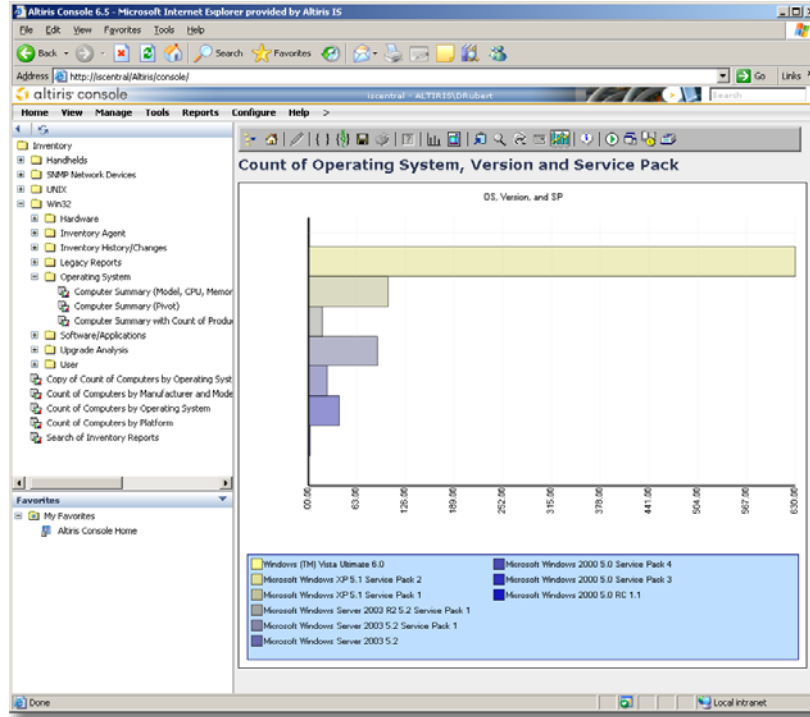 Altiris Console 6.5 - Microsoft Internet Explorer provided by Altiris IS
File Edit View Favorites Tools Help
Back Search Favorites
Address http://iscentral/Altiris/console/ Go Links
altiris console iscentral - ALTIRIS\DRubert Search
Home View Manage Tools Reports Configure Help >
Inventory
Handhelds
SNMP Network Devices
UNIX
Win32
Hardware
Inventory Agent
Inventory History/Changes
Legacy Reports
Operating System
Computer Summary (Model, CPU, Memor
Computer Summary (Pivot)
Computer Summary with Count of Produ
Software/Applications
Upgrade Analysis
User
Copy of Count of Computers by Operating Syst
Count of Computers by Manufacturer and Mode
Count of Computers by Operating System
Count of Computers by Platform
Search of Inventory Reports
Favorites
My Favorites
Altiris Console Home
Count of Operating System, Version and Service Pack
OS, Version, and SP
00.00 63.00 126.00 189.00 252.00 315.00 378.00 441.00 504.00 567.00 630.00
Windows (TM) Vista Ultimate 6.0
Microsoft Windows XP 5.1 Service Pack 2
Microsoft Windows XP 5.1 Service Pack 1
Microsoft Windows Server 2003 R2 5.2 Service Pack 1
Microsoft Windows Server 2003 5.2 Service Pack 1
Microsoft Windows Server 2003 5.2
Microsoft Windows 2000 5.0 Service Pack 4
Microsoft Windows 2000 5.0 Service Pack 3
Microsoft Windows 2000 5.0 RC 1.1
Done Local intranet